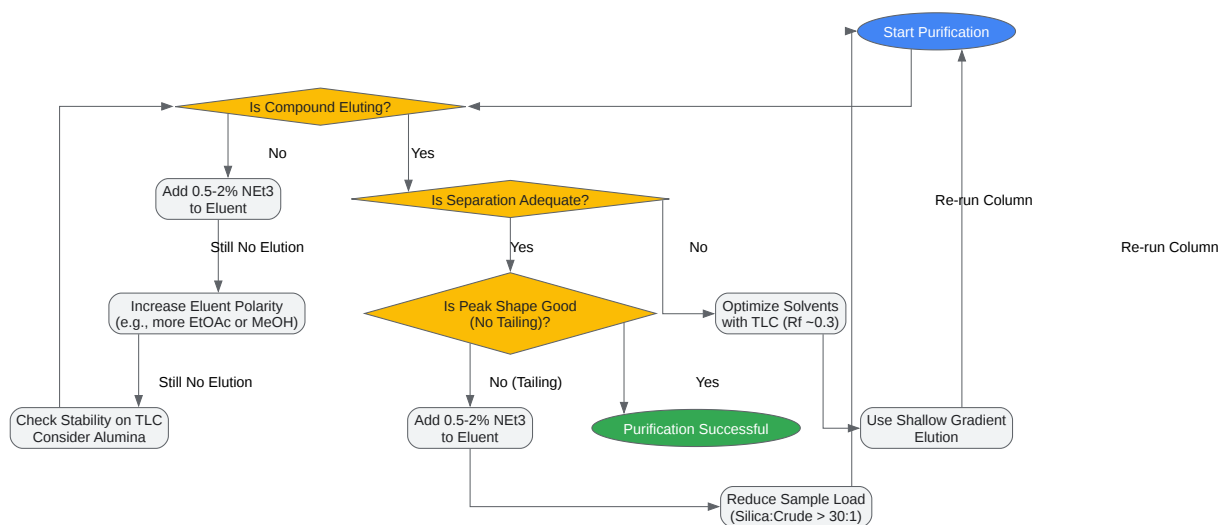 Start Purification
Is Compound Eluting?
No
Yes
Add 0.5-2% NEt3
to Eluent
Is Separation Adequate?
Re-run Column
Still No Elution
Yes
No
Re-run Column
Increase Eluent Polarity
(e.g., more EtOAc or MeOH)
Is Peak Shape Good
(No Tailing)?
Optimize Solvents
with TLC (Rf ~0.3)
Still No Elution
No (Tailing)
Yes
Check Stability on TLC
Consider Alumina
Add 0.5-2% NEt3
to Eluent
Purification Successful
Use Shallow Gradient
Elution
Reduce Sample Load
(Silica:Crude > 30:1)